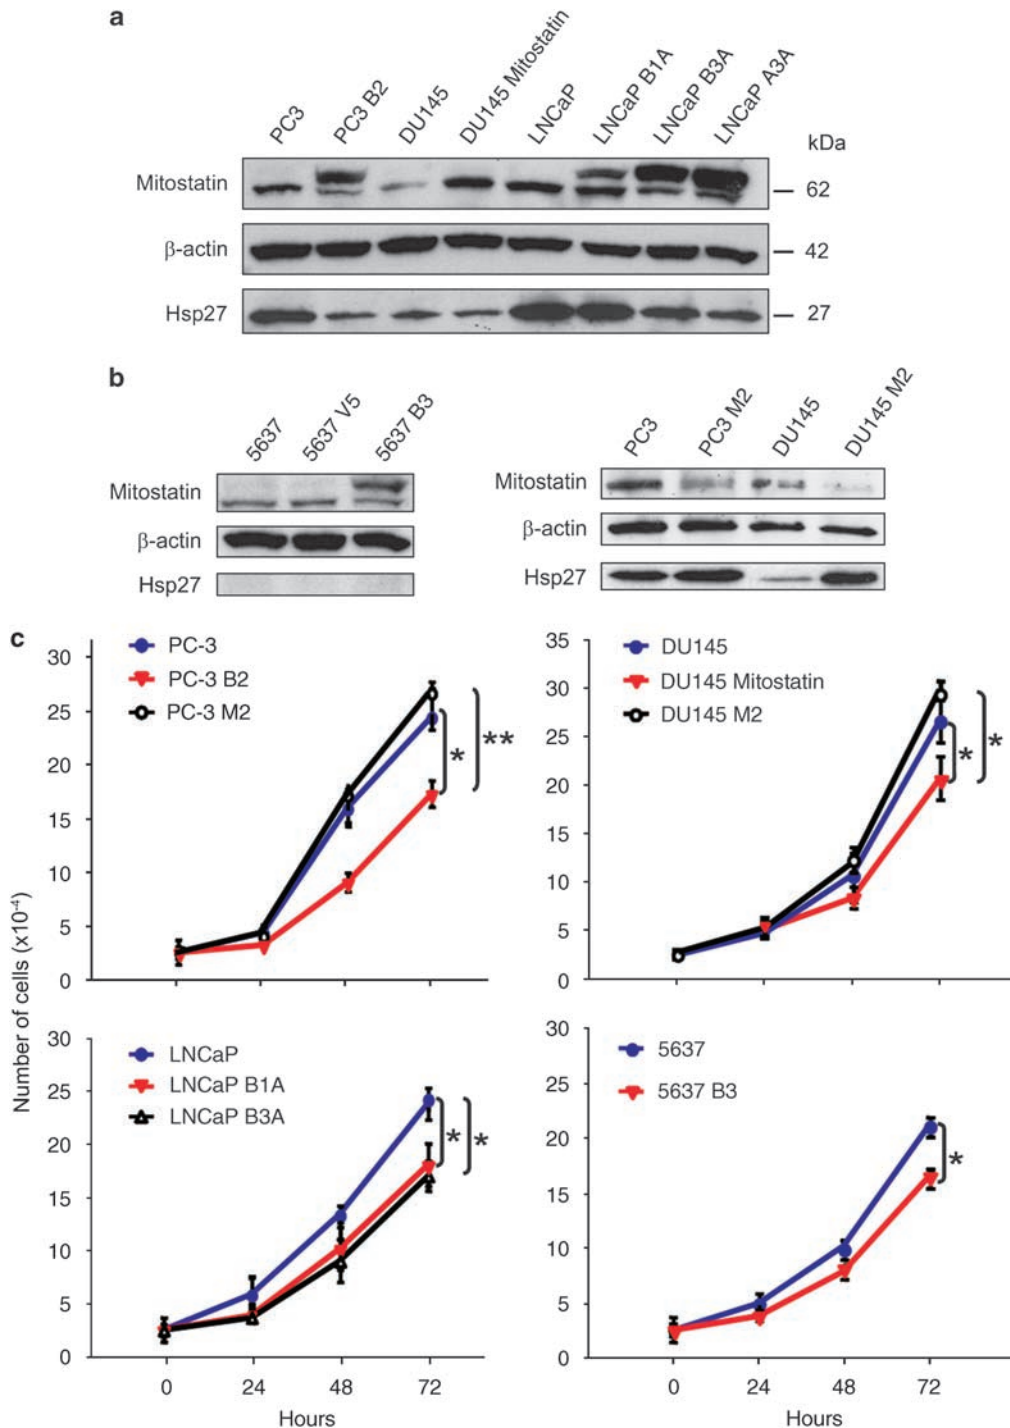 a
PC3 PC3 B2 DU145 DU145 Mitostatin LNCaP LNCaP B1A LNCaP B3A LNCaP A3A
kDa
Mitostatin 62
β-actin 42
Hsp27 27
b
5637 5637 V5 5637 B3
Mitostatin
β-actin
Hsp27
PC3 PC3 M2 DU145 DU145 M2
Mitostatin
β-actin
Hsp27
c
Number of cells (x10⁻⁴)
PC-3
PC-3 B2
PC-3 M2
30
25
20
15
10
5
0
*
**
DU145
DU145 Mitostatin
DU145 M2
35
30
25
20
15
10
5
0
*
*
LNCaP
LNCaP B1A
LNCaP B3A
30
25
20
15
10
5
0
*
*
0 24 48 72
Hours
5637
5637 B3
30
25
20
15
10
5
0
*
0 24 48 72
Hours